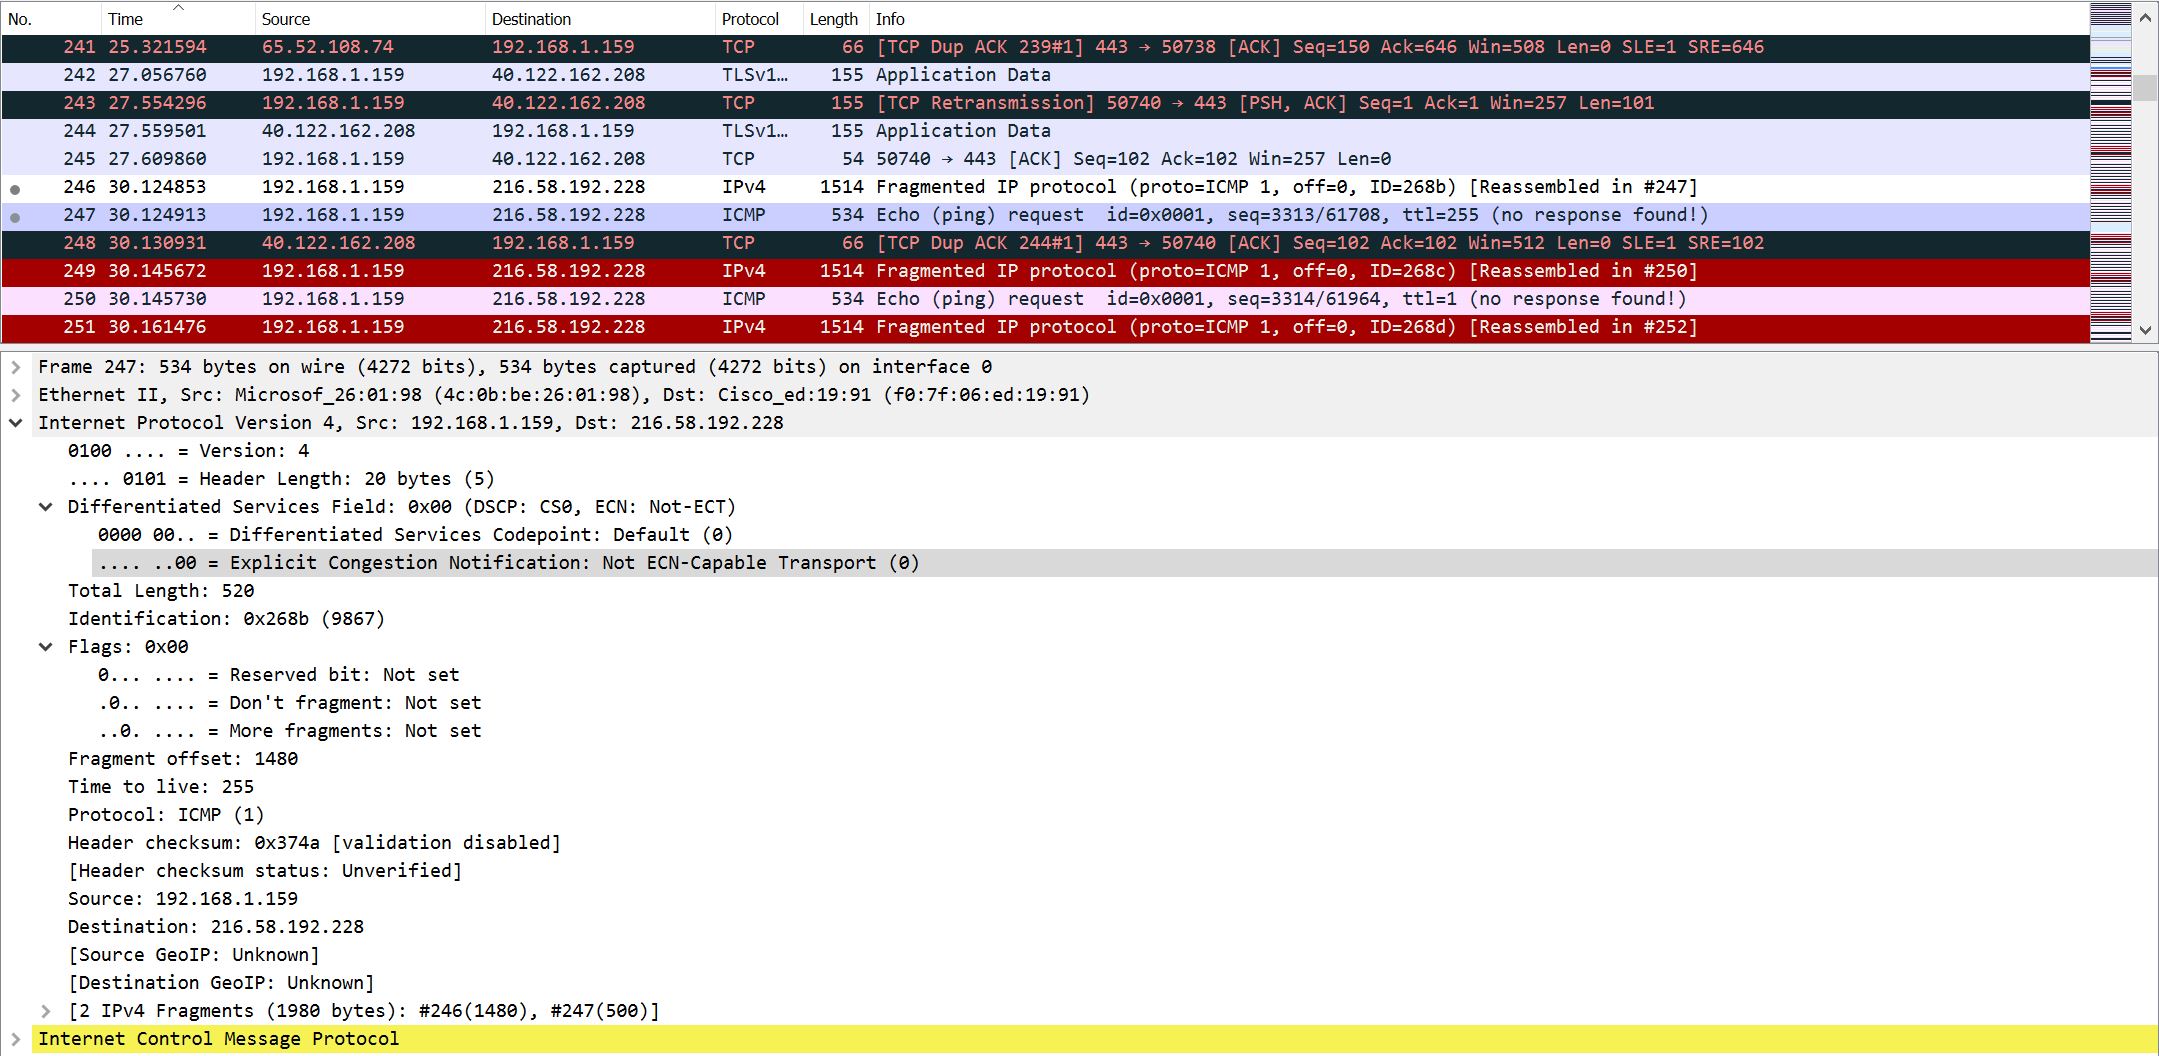 No. Time Source Destination Protocol Length Info
241 25.321594 65.52.108.74 192.168.1.159 TCP 66 [TCP Dup ACK 239#1] 443 → 50738 [ACK] Seq=150 Ack=646 Win=508 Len=0 SLE=1 SRE=646
242 27.056760 192.168.1.159 40.122.162.208 TLSv1… 155 Application Data
243 27.554296 192.168.1.159 40.122.162.208 TCP 155 [TCP Retransmission] 50740 → 443 [PSH, ACK] Seq=1 Ack=1 Win=257 Len=101
244 27.559501 40.122.162.208 192.168.1.159 TLSv1… 155 Application Data
245 27.609860 192.168.1.159 40.122.162.208 TCP 54 50740 → 443 [ACK] Seq=102 Ack=102 Win=257 Len=0
246 30.124853 192.168.1.159 216.58.192.228 IPv4 1514 Fragmented IP protocol (proto=ICMP 1, off=0, ID=268b) [Reassembled in #247]
247 30.124913 192.168.1.159 216.58.192.228 ICMP 534 Echo (ping) request id=0x0001, seq=3313/61708, ttl=255 (no response found!)
248 30.130931 40.122.162.208 192.168.1.159 TCP 66 [TCP Dup ACK 244#1] 443 → 50740 [ACK] Seq=102 Ack=102 Win=512 Len=0 SLE=1 SRE=102
249 30.145672 192.168.1.159 216.58.192.228 IPv4 1514 Fragmented IP protocol (proto=ICMP 1, off=0, ID=268c) [Reassembled in #250]
250 30.145730 192.168.1.159 216.58.192.228 ICMP 534 Echo (ping) request id=0x0001, seq=3314/61964, ttl=1 (no response found!)
251 30.161476 192.168.1.159 216.58.192.228 IPv4 1514 Fragmented IP protocol (proto=ICMP 1, off=0, ID=268d) [Reassembled in #252]
Frame 247: 534 bytes on wire (4272 bits), 534 bytes captured (4272 bits) on interface 0
Ethernet II, Src: Microsof_26:01:98 (4c:0b:be:26:01:98), Dst: Cisco_ed:19:91 (f0:7f:06:ed:19:91)
Internet Protocol Version 4, Src: 192.168.1.159, Dst: 216.58.192.228
0100 .... = Version: 4
.... 0101 = Header Length: 20 bytes (5)
Differentiated Services Field: 0x00 (DSCP: CS0, ECN: Not-ECT)
0000 00.. = Differentiated Services Codepoint: Default (0)
.... ..00 = Explicit Congestion Notification: Not ECN-Capable Transport (0)
Total Length: 520
Identification: 0x268b (9867)
Flags: 0x00
0... .... = Reserved bit: Not set
.0.. .... = Don't fragment: Not set
..0. .... = More fragments: Not set
Fragment offset: 1480
Time to live: 255
Protocol: ICMP (1)
Header checksum: 0x374a [validation disabled]
[Header checksum status: Unverified]
Source: 192.168.1.159
Destination: 216.58.192.228
[Source GeoIP: Unknown]
[Destination GeoIP: Unknown]
[2 IPv4 Fragments (1980 bytes): #246(1480), #247(500)]
Internet Control Message Protocol